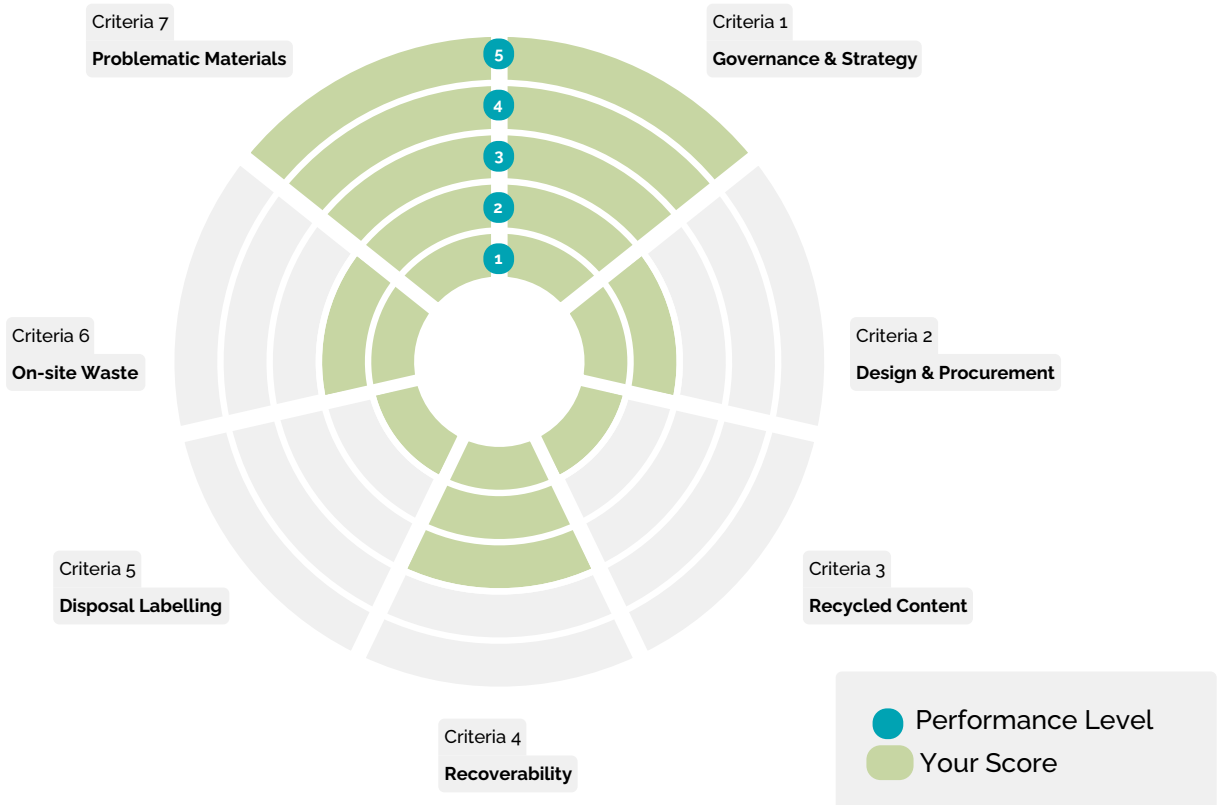 Criteria 7
Problematic Materials
Criteria 1
Governance & Strategy
5
4
3
2
1
Criteria 6
On-site Waste
Criteria 2
Design & Procurement
Criteria 5
Disposal Labelling
Criteria 3
Recycled Content
Criteria 4
Recoverability
Performance Level
Your Score